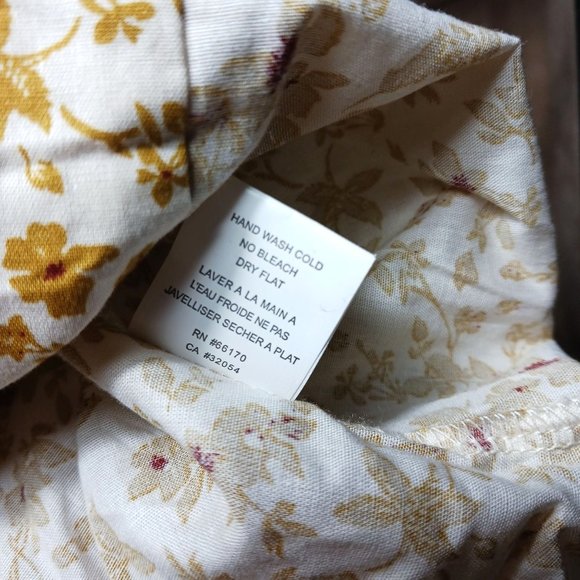 HAND WASH COLD
NO BLEACH
DRY FLAT
LAVER A LA MAIN A
L'EAU FROIDE NE PAS
JAVELLISER SECHER A PLAT
RN #66170
CA #32054